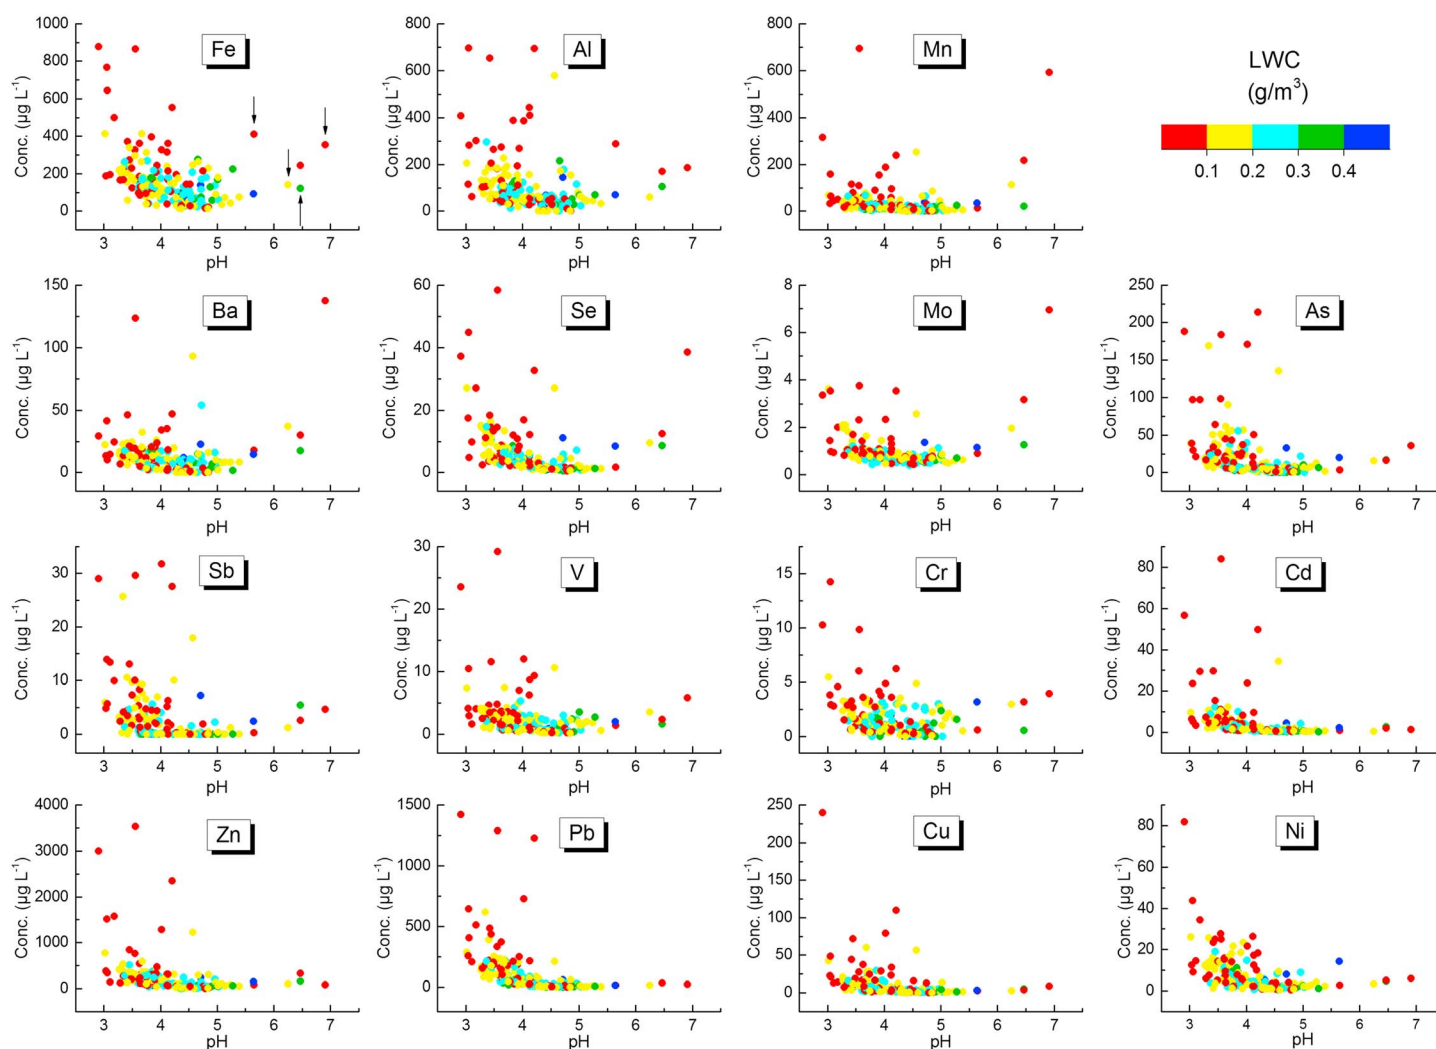 Fe
Conc. (µg L⁻¹)
1000
800
600
400
200
0
3 4 5 6 7
pH
Al
Conc. (µg L⁻¹)
800
600
400
200
0
3 4 5 6 7
pH
Mn
Conc. (µg L⁻¹)
800
600
400
200
0
3 4 5 6 7
pH
LWC
(g/m³)
0.1 0.2 0.3 0.4
Ba
Conc. (µg L⁻¹)
150
100
50
0
3 4 5 6 7
pH
Se
Conc. (µg L⁻¹)
60
40
20
0
3 4 5 6 7
pH
Mo
Conc. (µg L⁻¹)
8
6
4
2
0
3 4 5 6 7
pH
As
Conc. (µg L⁻¹)
250
200
150
100
50
0
3 4 5 6 7
pH
Sb
Conc. (µg L⁻¹)
30
20
10
0
3 4 5 6 7
pH
V
Conc. (µg L⁻¹)
30
20
10
0
3 4 5 6 7
pH
Cr
Conc. (µg L⁻¹)
15
10
5
0
3 4 5 6 7
pH
Cd
Conc. (µg L⁻¹)
80
60
40
20
0
3 4 5 6 7
pH
Zn
Conc. (µg L⁻¹)
4000
3000
2000
1000
0
3 4 5 6 7
pH
Pb
Conc. (µg L⁻¹)
1500
1000
500
0
3 4 5 6 7
pH
Cu
Conc. (µg L⁻¹)
250
200
150
100
50
0
3 4 5 6 7
pH
Ni
Conc. (µg L⁻¹)
80
60
40
20
0
3 4 5 6 7
pH